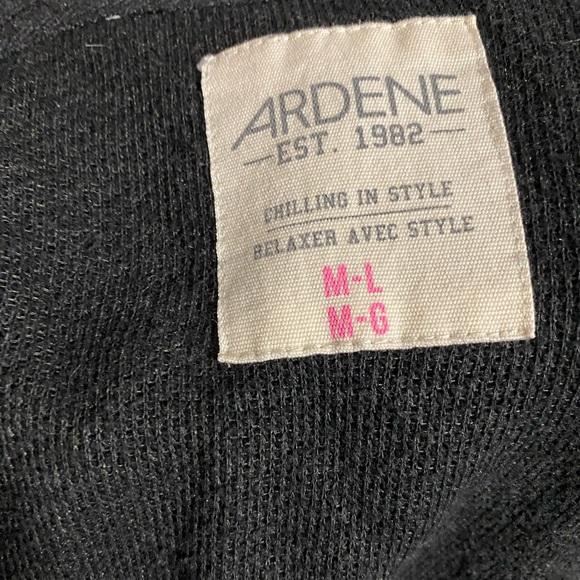 ARDENE
EST. 1982
CHILLING IN STYLE
RELAXER AVEC STYLE
M-L
M-G